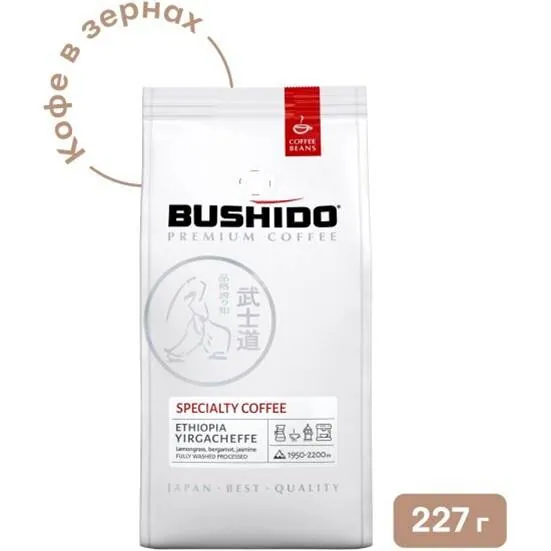 Кофе в зернах
COFFEE
BEANS
BUSHIDO®
PREMIUM COFFEE
武士道
SPECIALTY COFFEE
ETHIOPIA
YIRGACHEFFE
Lemongrass, bergamot, jasmine
FULLY WASHED PROCESSED
1950-2200 m
JAPAN - BEST - QUALITY
227 г